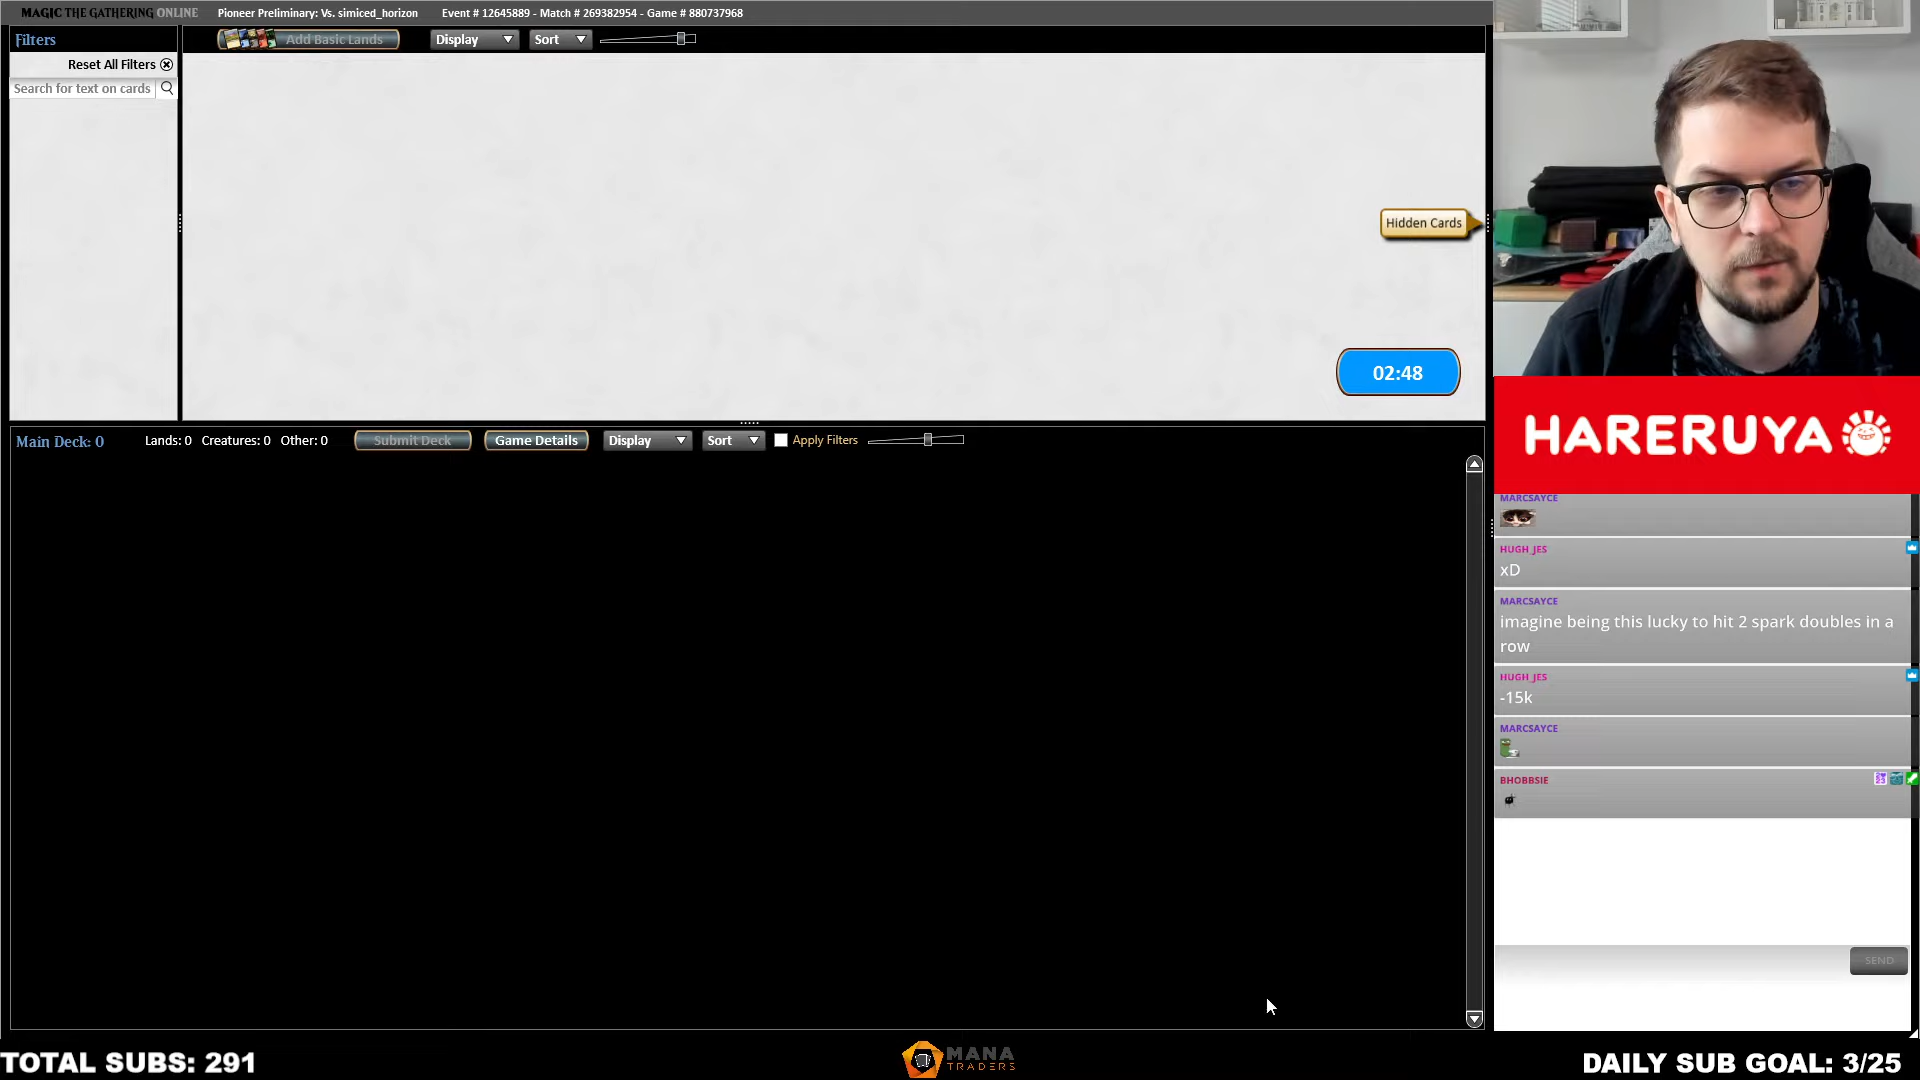 MAGIC THE GATHERING ONLINE Pioneer Preliminary: Vs. simiced_horizon Event # 12645889 - Match # 269382954 - Game # 880737968
Filters
Add Basic Lands Display Sort
Reset All Filters
Search for text on cards
Hidden Cards
02:48
Main Deck: 0 Lands: 0 Creatures: 0 Other: 0 Submit Deck Game Details Display Sort Apply Filters
HARERUYA
MARCSAYCE
HUGH_JES
xD
MARCSAYCE
imagine being this lucky to hit 2 spark doubles in a
row
HUGH_JES
-15k
MARCSAYCE
BHOBBSIE
SEND
TOTAL SUBS: 291
MANA
TRADERS
DAILY SUB GOAL: 3/25